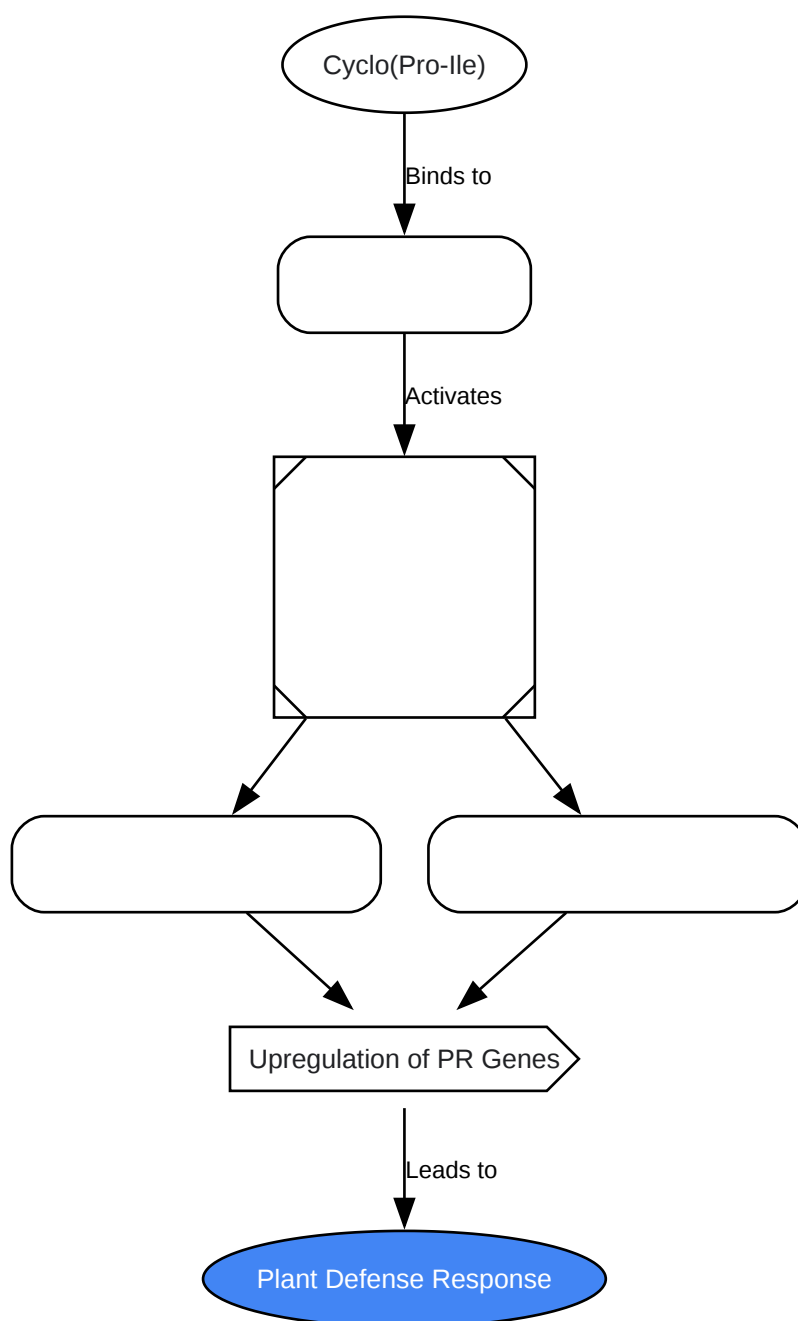 Cyclo(Pro-Ile)
Binds to
Activates
Upregulation of PR Genes
Leads to
Plant Defense Response